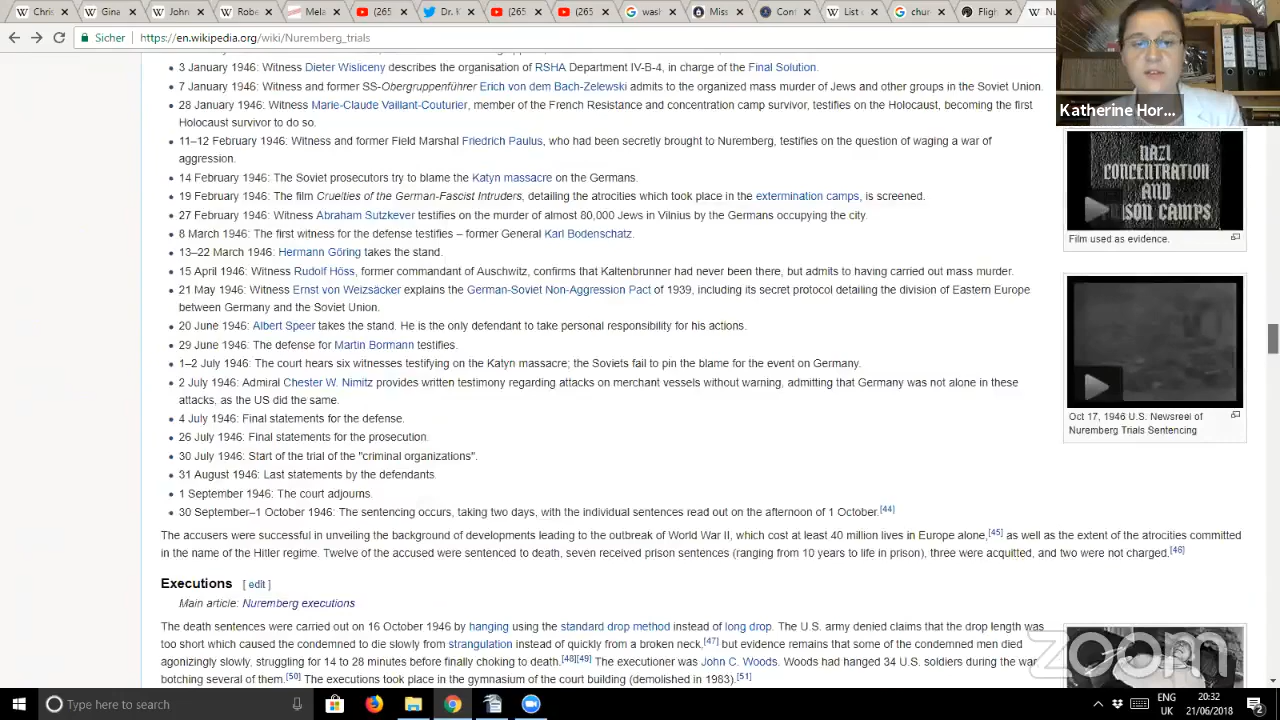 Chris
Gine
John
Robe
Mela
(265
Dr. V
(265
(265
wasl
Miss
Con
List
chur
Fligh
Nu
Sicher
https://en.wikipedia.org/wiki/Nuremberg_trials
Katherine Hor...
3 January 1946: Witness Dieter Wisliceny describes the organisation of RSHA Department IV-B-4, in charge of the Final Solution.
7 January 1946: Witness and former SS-Obergruppenführer Erich von dem Bach-Zelewski admits to the organized mass murder of Jews and other groups in the Soviet Union.
28 January 1946: Witness Marie-Claude Vaillant-Couturier, member of the French Resistance and concentration camp survivor, testifies on the Holocaust, becoming the first
Holocaust survivor to do so.
11–12 February 1946: Witness and former Field Marshal Friedrich Paulus, who had been secretly brought to Nuremberg, testifies on the question of waging a war of
aggression.
14 February 1946: The Soviet prosecutors try to blame the Katyn massacre on the Germans.
19 February 1946: The film Cruelties of the German-Fascist Intruders, detailing the atrocities which took place in the extermination camps, is screened.
27 February 1946: Witness Abraham Sutzkever testifies on the murder of almost 80,000 Jews in Vilnius by the Germans occupying the city.
8 March 1946: The first witness for the defense testifies – former General Karl Bodenschatz.
13–22 March 1946: Hermann Göring takes the stand.
15 April 1946: Witness Rudolf Höss, former commandant of Auschwitz, confirms that Kaltenbrunner had never been there, but admits to having carried out mass murder.
21 May 1946: Witness Ernst von Weizsäcker explains the German-Soviet Non-Aggression Pact of 1939, including its secret protocol detailing the division of Eastern Europe
between Germany and the Soviet Union.
20 June 1946: Albert Speer takes the stand. He is the only defendant to take personal responsibility for his actions.
29 June 1946: The defense for Martin Bormann testifies.
1–2 July 1946: The court hears six witnesses testifying on the Katyn massacre; the Soviets fail to pin the blame for the event on Germany.
2 July 1946: Admiral Chester W. Nimitz provides written testimony regarding attacks on merchant vessels without warning, admitting that Germany was not alone in these
attacks, as the US did the same.
4 July 1946: Final statements for the defense.
26 July 1946: Final statements for the prosecution.
30 July 1946: Start of the trial of the "criminal organizations".
31 August 1946: Last statements by the defendants.
1 September 1946: The court adjourns.
30 September–1 October 1946: The sentencing occurs, taking two days, with the individual sentences read out on the afternoon of 1 October.[44]
NAZI
CONCENTRATION
AND
ISON CAMPS
Film used as evidence.
Oct 17, 1946 U.S. Newsreel of
Nuremberg Trials Sentencing
The accusers were successful in unveiling the background of developments leading to the outbreak of World War II, which cost at least 40 million lives in Europe alone,[45] as well as the extent of the atrocities committed
in the name of the Hitler regime. Twelve of the accused were sentenced to death, seven received prison sentences (ranging from 10 years to life in prison), three were acquitted, and two were not charged.[46]
Executions [ edit ]
Main article: Nuremberg executions
The death sentences were carried out on 16 October 1946 by hanging using the standard drop method instead of long drop. The U.S. army denied claims that the drop length was
too short which caused the condemned to die slowly from strangulation instead of quickly from a broken neck,[47] but evidence remains that some of the condemned men died
agonizingly slowly, struggling for 14 to 28 minutes before finally choking to death.[48][49] The executioner was John C. Woods. Woods had hanged 34 U.S. soldiers during the war
botching several of them.[50] The executions took place in the gymnasium of the court building (demolished in 1983).[51]
zoom
Type here to search
ENG
UK
20:32
21/06/2018
2